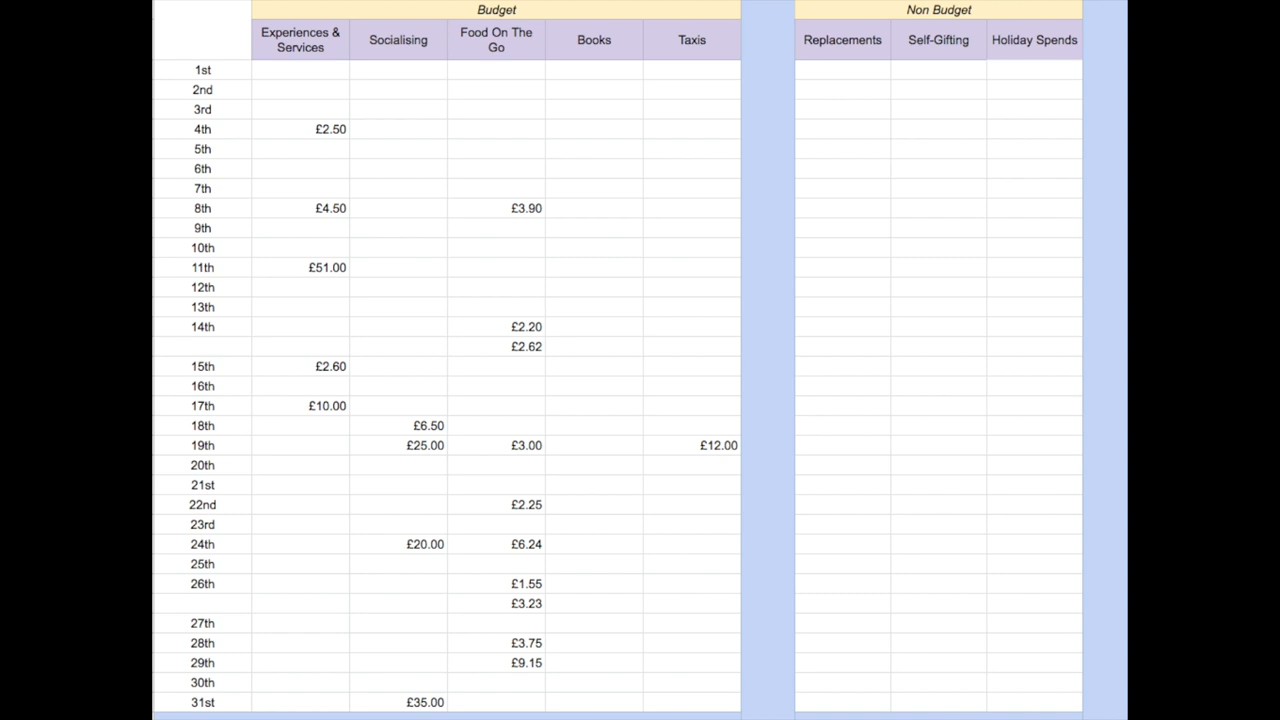 Budget Non Budget
Experiences & Services Socialising Food On The Go Books Taxis Replacements Self-Gifting Holiday Spends
1st
2nd
3rd
4th £2.50
5th
6th
7th
8th £4.50 £3.90
9th
10th
11th £51.00
12th
13th
14th £2.20
£2.62
15th £2.60
16th
17th £10.00
18th £6.50
19th £25.00 £3.00 £12.00
20th
21st
22nd £2.25
23rd
24th £20.00 £6.24
25th
26th £1.55
£3.23
27th
28th £3.75
29th £9.15
30th
31st £35.00